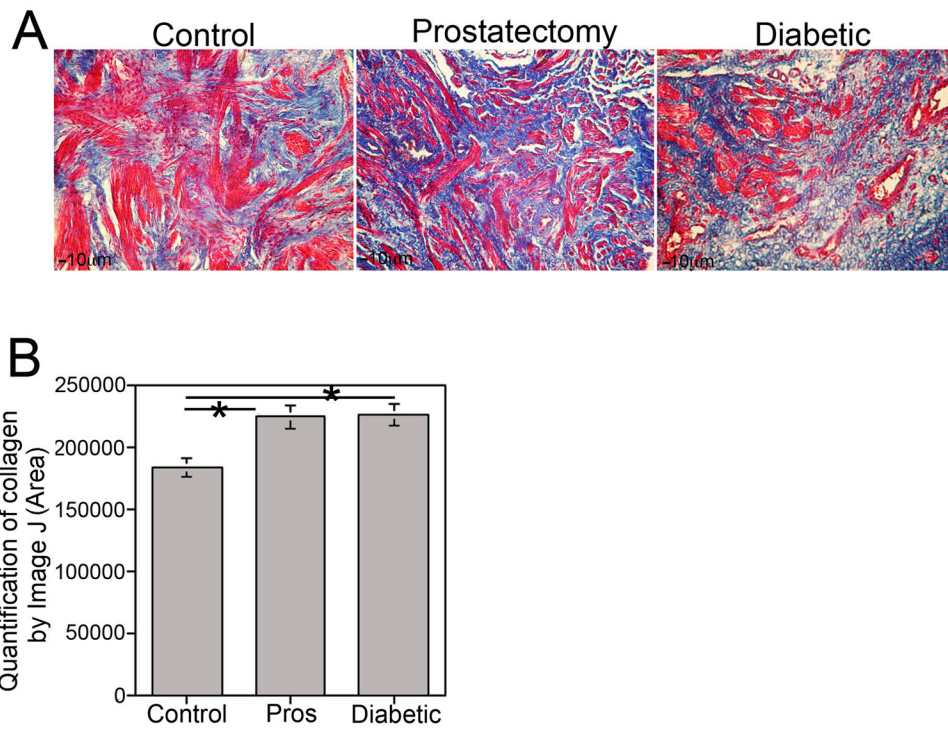 A
Control
Prostatectomy
Diabetic
10μm
10μm
10μm
B
Quantification of collagen
by Image J (Area)
250000
200000
150000
100000
50000
0
*
*
Control
Pros
Diabetic